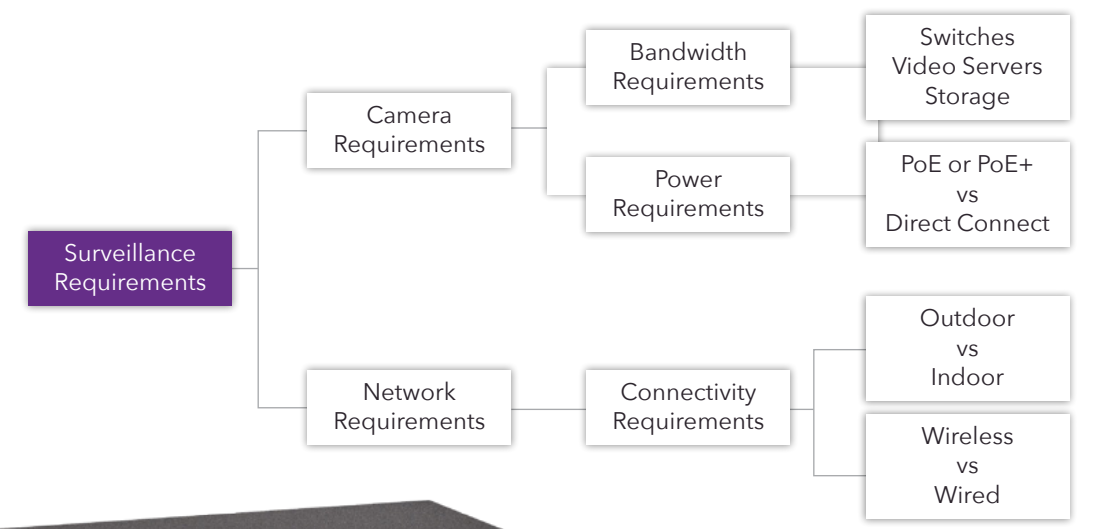 Surveillance
Requirements
Camera
Requirements
Bandwidth
Requirements
Switches
Video Servers
Storage
Power
Requirements
PoE or PoE+
vs
Direct Connect
Network
Requirements
Connectivity
Requirements
Outdoor
vs
Indoor
Wireless
vs
Wired